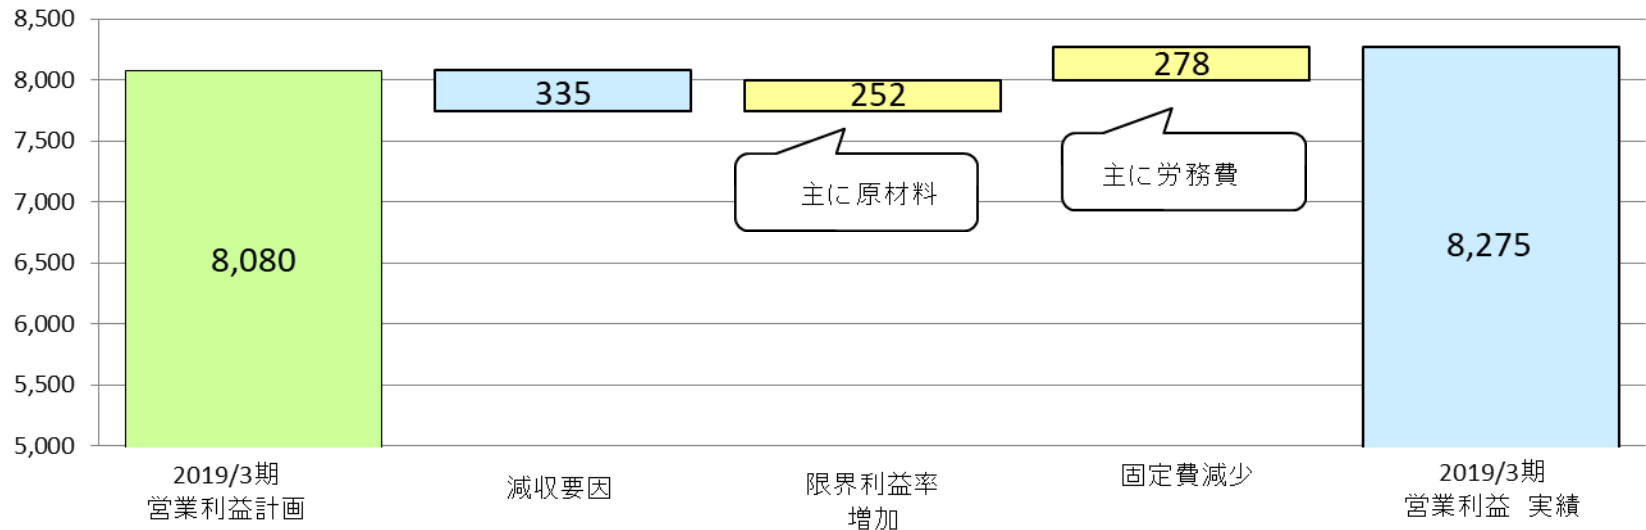 8,500
8,000
7,500
7,000
6,500
6,000
5,500
5,000
8,080
335
252
278
8,275
主に原材料
主に労務費
2019/3期
営業利益計画
減収要因
限界利益率
増加
固定費減少
2019/3期
営業利益　実績